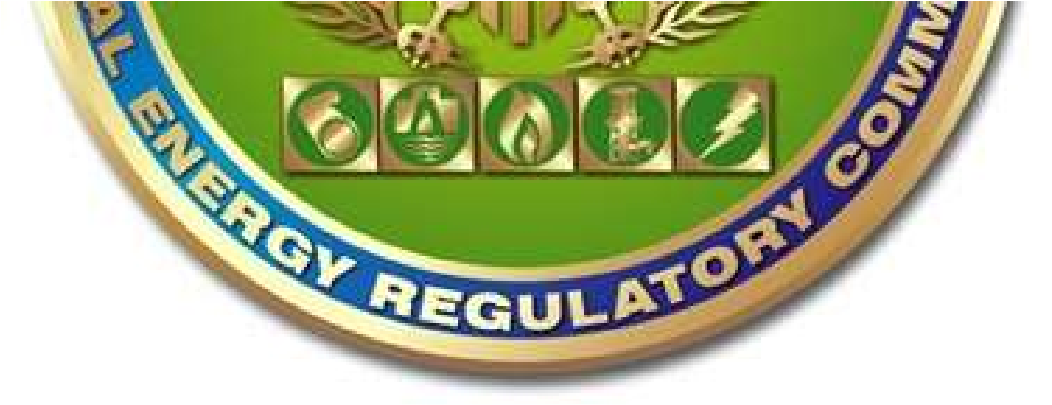 AL ENERGY REGULATORY COMM